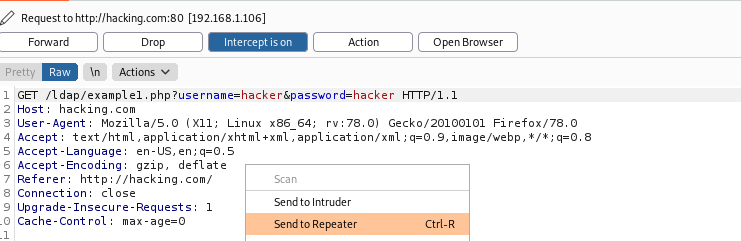 Request to http://hacking.com:80 [192.168.1.106]
Forward Drop Intercept is on Action Open Browser
Pretty Raw \n Actions
1 GET /ldap/example1.php?username=hacker&password=hacker HTTP/1.1
2 Host: hacking.com
3 User-Agent: Mozilla/5.0 (X11; Linux x86_64; rv:78.0) Gecko/20100101 Firefox/78.0
4 Accept: text/html,application/xhtml+xml,application/xml;q=0.9,image/webp,*/*;q=0.8
5 Accept-Language: en-US,en;q=0.5
6 Accept-Encoding: gzip, deflate
7 Referer: http://hacking.com/
8 Connection: close
9 Upgrade-Insecure-Requests: 1
0 Cache-Control: max-age=0
11
Scan
Send to Intruder
Send to Repeater Ctrl-R